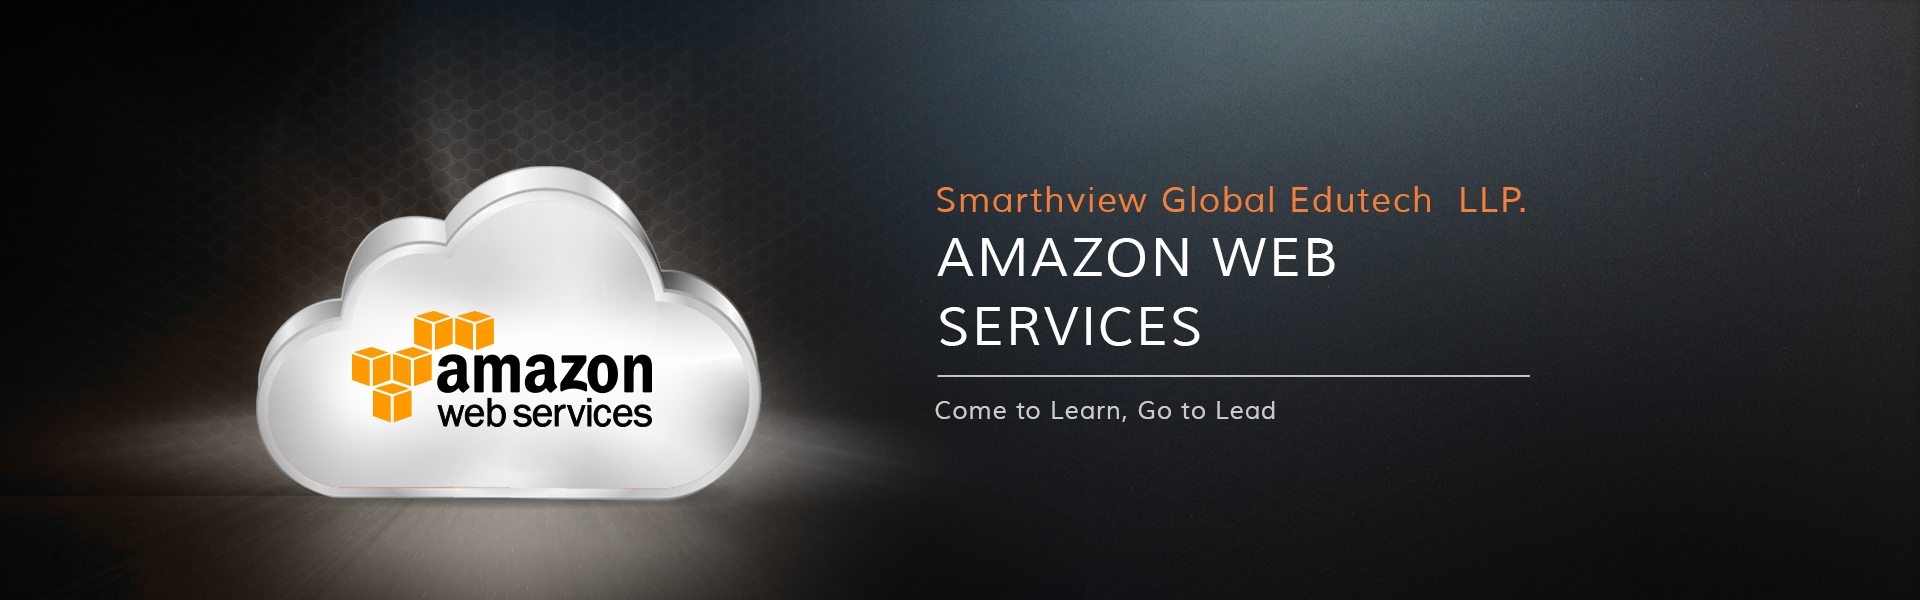 amazon
web services
Smarthview Global Edutech LLP.
AMAZON WEB
SERVICES
Come to Learn, Go to Lead